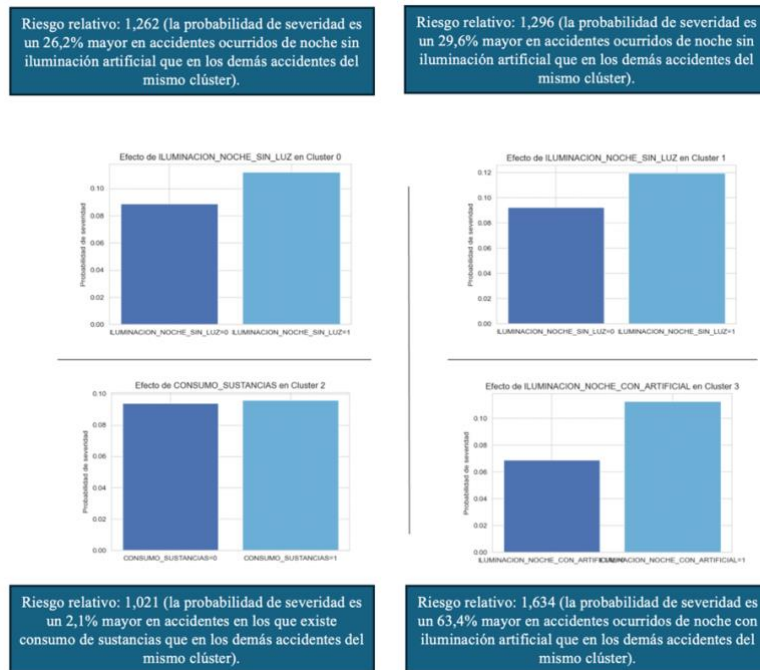 Riesgo relativo: 1,262 (la probabilidad de severidad es
un 26,2% mayor en accidentes ocurridos de noche sin
iluminación artificial que en los demás accidentes del
mismo clúster).
Riesgo relativo: 1,296 (la probabilidad de severidad es
un 29,6% mayor en accidentes ocurridos de noche sin
iluminación artificial que en los demás accidentes del
mismo clúster).
Efecto de ILUMINACION_NOCHE_SIN_LUZ en Cluster 0
Probabilidad de severidad
0.10
0.08
0.06
0.04
0.02
0.00
ILUMINACION_NOCHE_SIN_LUZ=0 ILUMINACION_NOCHE_SIN_LUZ=1
Efecto de ILUMINACION_NOCHE_SIN_LUZ en Cluster 1
Probabilidad de severidad
0.12
0.10
0.08
0.06
0.04
0.02
0.00
ILUMINACION_NOCHE_SIN_LUZ=0 ILUMINACION_NOCHE_SIN_LUZ=1
Efecto de CONSUMO_SUSTANCIAS en Cluster 2
Probabilidad de severidad
0.10
0.08
0.06
0.04
0.02
0.00
CONSUMO_SUSTANCIAS=0 CONSUMO_SUSTANCIAS=1
Efecto de ILUMINACION_NOCHE_CON_ARTIFICIAL en Cluster 3
Probabilidad de severidad
0.10
0.08
0.06
0.04
0.02
0.00
ILUMINACION_NOCHE_CON_ARTIFICIAL=1
Riesgo relativo: 1,021 (la probabilidad de severidad es
un 2,1% mayor en accidentes en los que existe
consumo de sustancias que en los demás accidentes del
mismo clúster).
Riesgo relativo: 1,634 (la probabilidad de severidad es
un 63,4% mayor en accidentes ocurridos de noche con
iluminación artificial que en los demás accidentes del
mismo clúster).